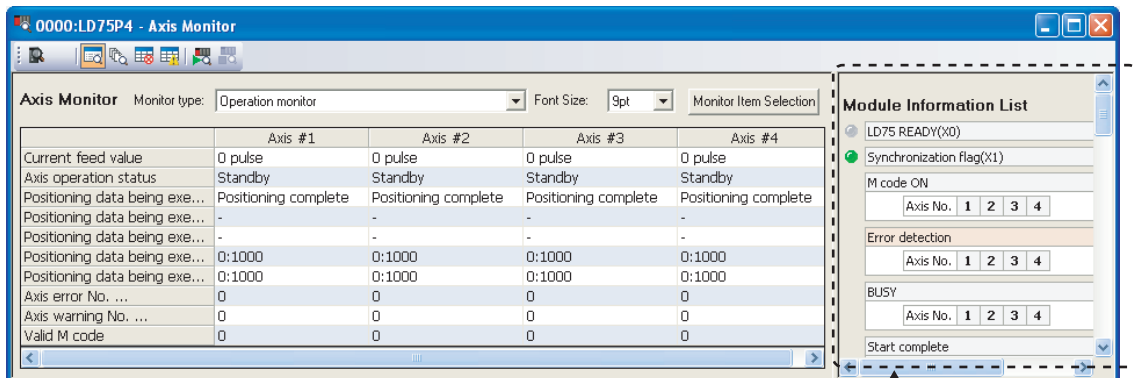 0000:LD75P4 - Axis Monitor
Axis Monitor Monitor type: Operation monitor Font Size: 9pt Monitor Item Selection
Axis #1 Axis #2 Axis #3 Axis #4
Current feed value 0 pulse 0 pulse 0 pulse 0 pulse
Axis operation status Standby Standby Standby Standby
Positioning data being exe... Positioning complete Positioning complete Positioning complete Positioning complete
Positioning data being exe... - - - -
Positioning data being exe... - - - -
Positioning data being exe... 0:1000 0:1000 0:1000 0:1000
Positioning data being exe... 0:1000 0:1000 0:1000 0:1000
Axis error No. ... 0 0 0 0
Axis warning No. ... 0 0 0 0
Valid M code 0 0 0 0
Module Information List
LD75 READY(X0)
Synchronization flag(X1)
M code ON
Axis No. 1 2 3 4
Error detection
Axis No. 1 2 3 4
BUSY
Axis No. 1 2 3 4
Start complete